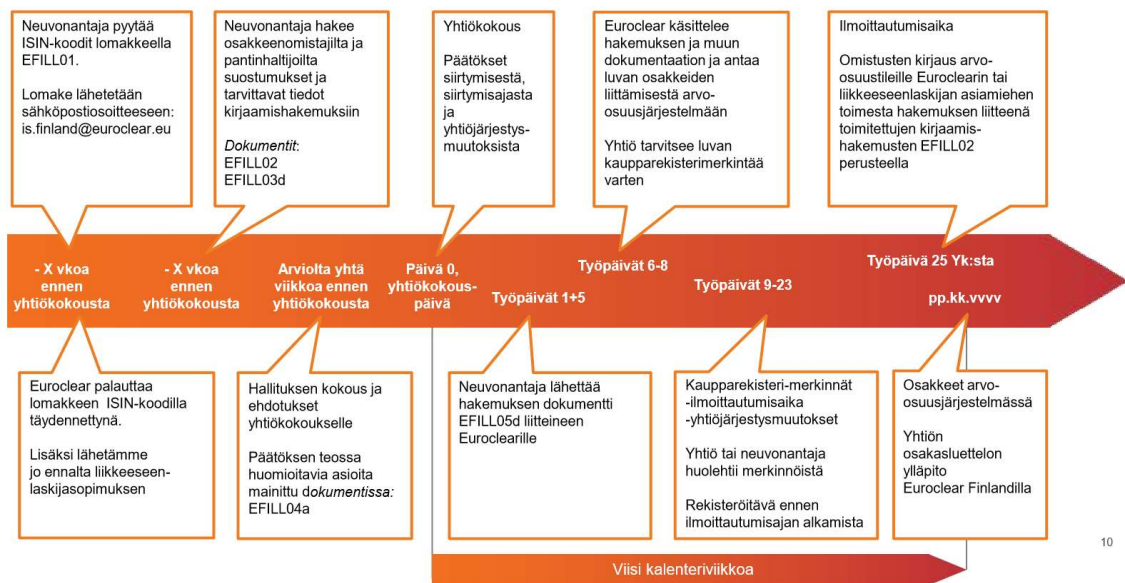 Neuvonantaja pyytää
ISIN-koodit lomakkeella
EFILL01.
Lomake lähetetään
sähköpostiosoitteeseen:
is.finland@euroclear.eu
Neuvonantaja hakee
osakkeenomistajilta ja
pantinhaltijoilta
suostumukset ja
tarvittavat tiedot
kirjaamishakemuksiin
Dokumentit:
EFILL02
EFILL03d
Yhtiökokous
Päätökset
siirtymisestä,
siirtymisajasta
ja
yhtiöjärjestys-
muutoksista
Euroclear käsittelee
hakemuksen ja muun
dokumentaation ja antaa
luvan osakkeiden
liittämisestä arvo-
osuusjärjestelmään
Yhtiö tarvitsee luvan
kaupparekisterimerkintää
varten
Ilmoittautumisaika
Omistusten kirjaus arvo-
osuustileille Euroclearin tai
liikkeeseenlaskijan asiamiehen
toimesta hakemuksen liitteenä
toimitettujen kirjaamis-
hakemusten EFILL02
perusteella
- X vkoa
ennen
yhtiökokousta
- X vkoa
ennen
yhtiökokousta
Arviolta yhtä
viikkoa ennen
yhtiökokousta
Päivä 0,
yhtiökokous-
päivä
Työpäivät 1+5
Työpäivät 6-8
Työpäivät 9-23
Työpäivä 25 Yk:sta
pp.kk.vvvv
Euroclear palauttaa
lomakkeen ISIN-koodilla
täydennettynä.
Lisäksi lähetämme
jo ennalta liikkeeseen-
laskijasopimuksen
Hallituksen kokous ja
ehdotukset
yhtiökokoukselle
Päätöksen teossa
huomioitavia asioita
mainittu dokumentissa:
EFILL04a
Neuvonantaja lähettää
hakemuksen dokumentti
EFILL05d liitteineen
Euroclearille
Kaupparekisteri-merkinnät
-ilmoittautumisaika
-yhtiöjärjestysmuutokset
Yhtiö tai neuvonantaja
huolehtii merkinnöistä
Rekisteröitävä ennen
ilmoittautumisajan alkamista
Osakkeet arvo-
osuusjärjestelmässä
Yhtiön
osakasluettelon
ylläpito
Euroclear Finlandilla
Viisi kalenteriviikkoa
10